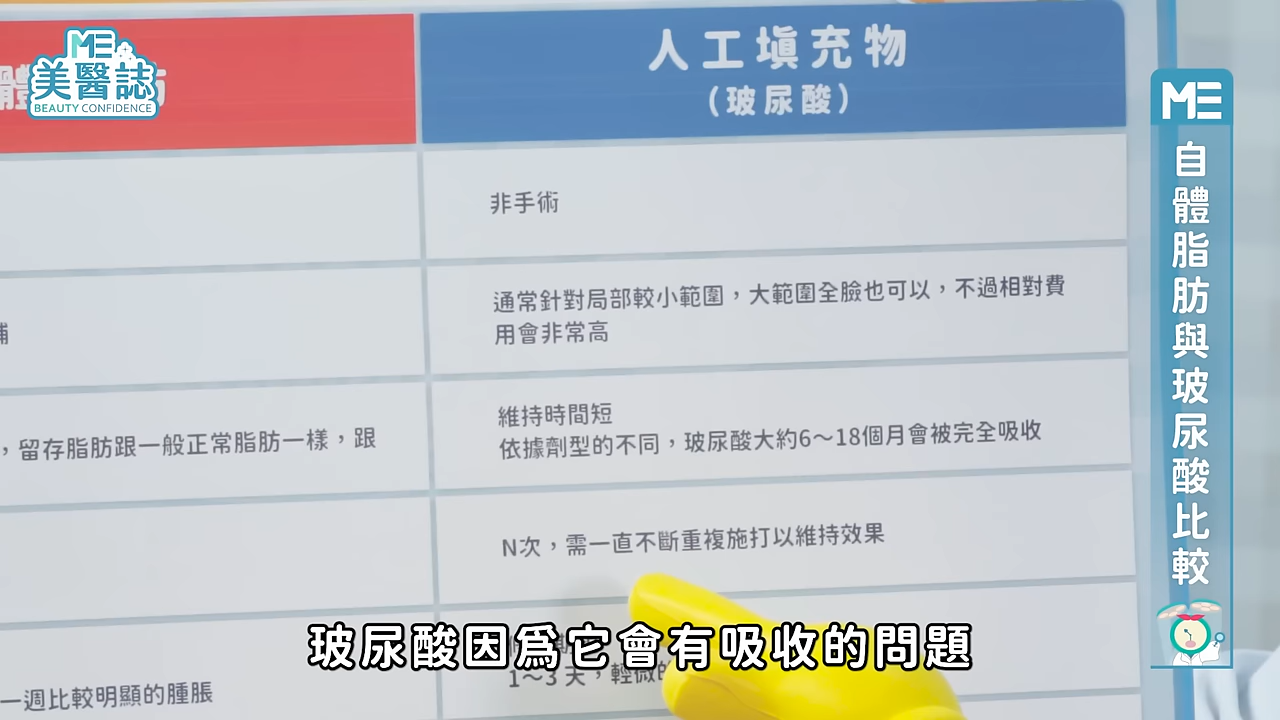 ME
美醫誌
BEAUTY CONFIDENCE
人工填充物
(玻尿酸)
非手術
通常針對局部較小範圍，大範圍全臉也可以，不過相對費
用會非常高
，留存脂肪跟一般正常脂肪一樣，跟
維持時間短
依據劑型的不同，玻尿酸大約6～18個月會被完全吸收
N次，需一直不斷重複施打以維持效果
一週比較明顯的腫脹
1～3 天，輕微
玻尿酸因為它會有吸收的問題
ME
自體脂肪與玻尿酸比較